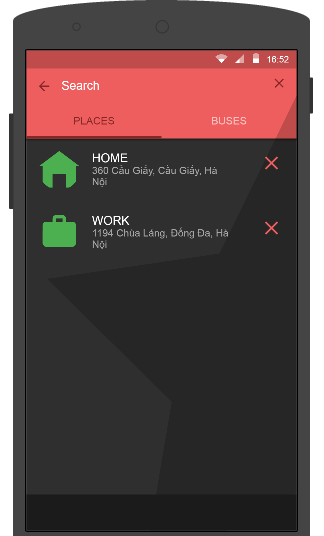 16:52
Search
PLACES
BUSES
HOME
360 Cầu Giấy, Cầu Giấy, Hà
Nội
WORK
1194 Chùa Láng, Đống Đa, Hà
Nội